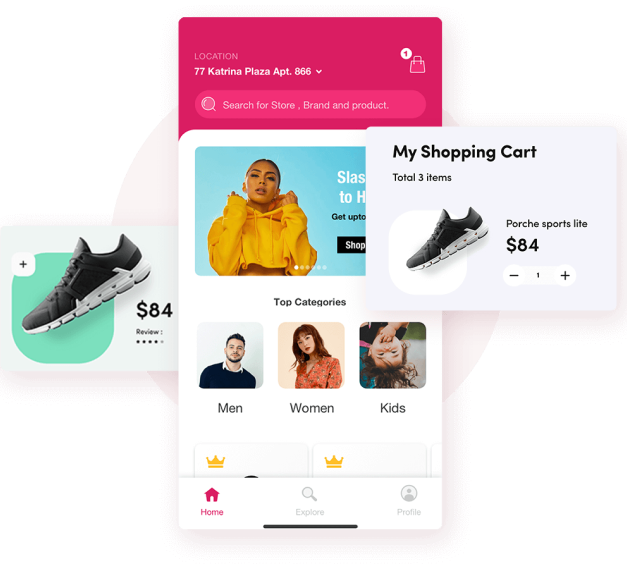 LOCATION
77 Katrina Plaza Apt. 866
1
Search for Store , Brand and product.
My Shopping Cart
Total 3 items
Porche sports lite
$84
− 1 +
to H
Get upto
Shop
+
$84
Review :
Top Categories
Men
Women
Kids
Home
Explore
Profile